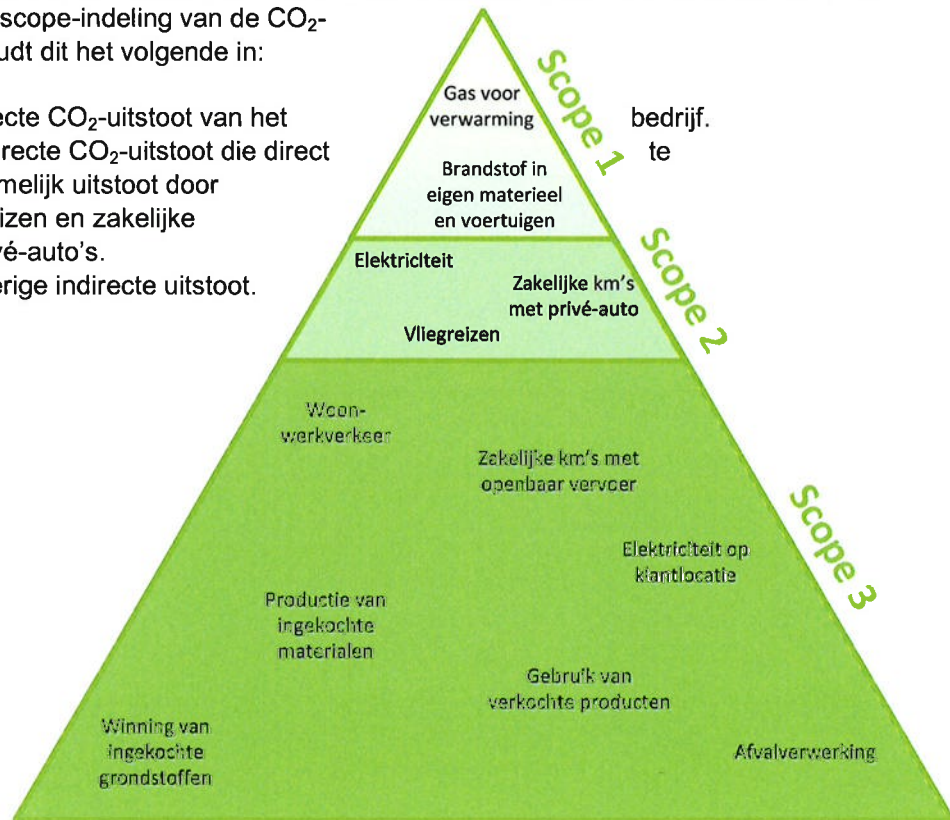 scope-indeling van de CO₂-
udt dit het volgende in:
ecte CO₂-uitstoot van het bedrijf.
recte CO₂-uitstoot die direct te
melijk uitstoot door
izen en zakelijke
vé-auto's.
erige indirecte uitstoot.
Scope 1
Gas voor
verwarming
Brandstof in
eigen materieel
en voertuigen
Scope 2
Elektriciteit
Zakelijke km's
met privé-auto
Vliegreizen
Scope 3
Woon-
werkverkeer
Zakelijke km's met
openbaar vervoer
Elektriciteit op
klantlocatie
Productie van
ingekochte
materialen
Gebruik van
verkochte producten
Winning van
ingekochte
grondstoffen
Afvalverwerking